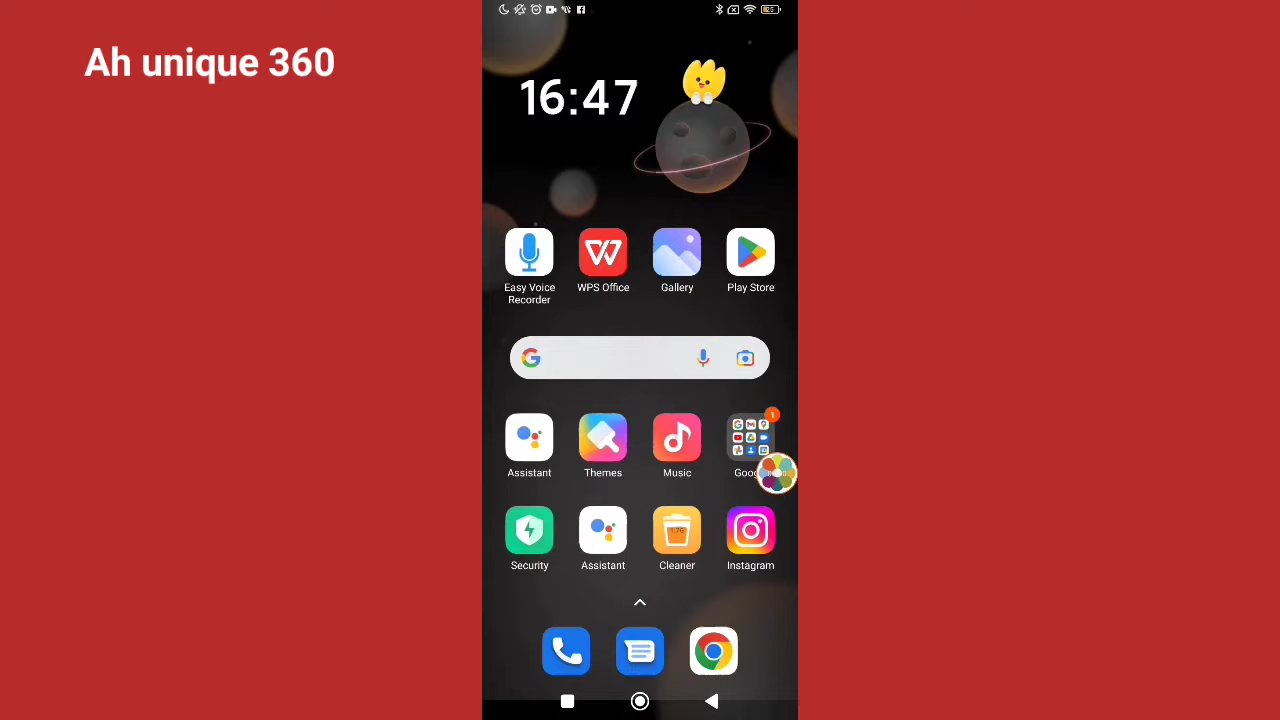 Ah unique 360
16:47
Easy Voice
Recorder
WPS Office
Gallery
Play Store
Assistant
Themes
Music
1
Security
Assistant
Cleaner
Instagram